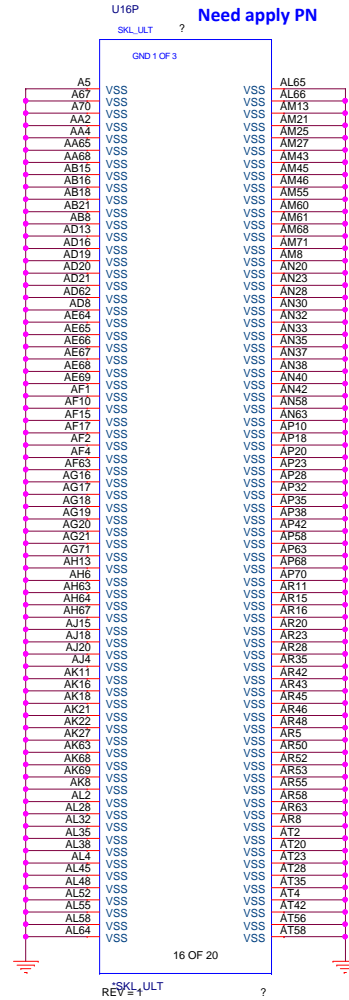 U16P
Need apply PN
SKL_ULT ?
GND 1 OF 3
A5 VSS VSS AL65
A67 VSS VSS AL66
A70 VSS VSS AM13
AA2 VSS VSS AM21
AA4 VSS VSS AM25
AA65 VSS VSS AM27
AA68 VSS VSS AM43
AB15 VSS VSS AM45
AB16 VSS VSS AM46
AB18 VSS VSS AM55
AB21 VSS VSS AM60
AB8 VSS VSS AM61
AD13 VSS VSS AM68
AD16 VSS VSS AM71
AD19 VSS VSS AM8
AD20 VSS VSS AN20
AD21 VSS VSS AN23
AD62 VSS VSS AN28
AD8 VSS VSS AN30
AE64 VSS VSS AN32
AE65 VSS VSS AN33
AE66 VSS VSS AN35
AE67 VSS VSS AN37
AE68 VSS VSS AN38
AE69 VSS VSS AN40
AF1 VSS VSS AN42
AF10 VSS VSS AN58
AF15 VSS VSS AN63
AF17 VSS VSS AP10
AF2 VSS VSS AP18
AF4 VSS VSS AP20
AF63 VSS VSS AP23
AG16 VSS VSS AP28
AG17 VSS VSS AP32
AG18 VSS VSS AP35
AG19 VSS VSS AP38
AG20 VSS VSS AP42
AG21 VSS VSS AP58
AG71 VSS VSS AP63
AH13 VSS VSS AP68
AH6 VSS VSS AP70
AH63 VSS VSS AR11
AH64 VSS VSS AR15
AH67 VSS VSS AR16
AJ15 VSS VSS AR20
AJ18 VSS VSS AR23
AJ20 VSS VSS AR28
AJ4 VSS VSS AR35
AK11 VSS VSS AR42
AK16 VSS VSS AR43
AK18 VSS VSS AR45
AK21 VSS VSS AR46
AK22 VSS VSS AR48
AK27 VSS VSS AR5
AK63 VSS VSS AR50
AK68 VSS VSS AR52
AK69 VSS VSS AR53
AK8 VSS VSS AR55
AL2 VSS VSS AR58
AL28 VSS VSS AR63
AL32 VSS VSS AR8
AL35 VSS VSS AT2
AL38 VSS VSS AT20
AL4 VSS VSS AT23
AL45 VSS VSS AT28
AL48 VSS VSS AT35
AL52 VSS VSS AT4
AL55 VSS VSS AT42
AL58 VSS VSS AT56
AL64 VSS VSS AT58
16 OF 20
*SKL_ULT
REV = 1 ?